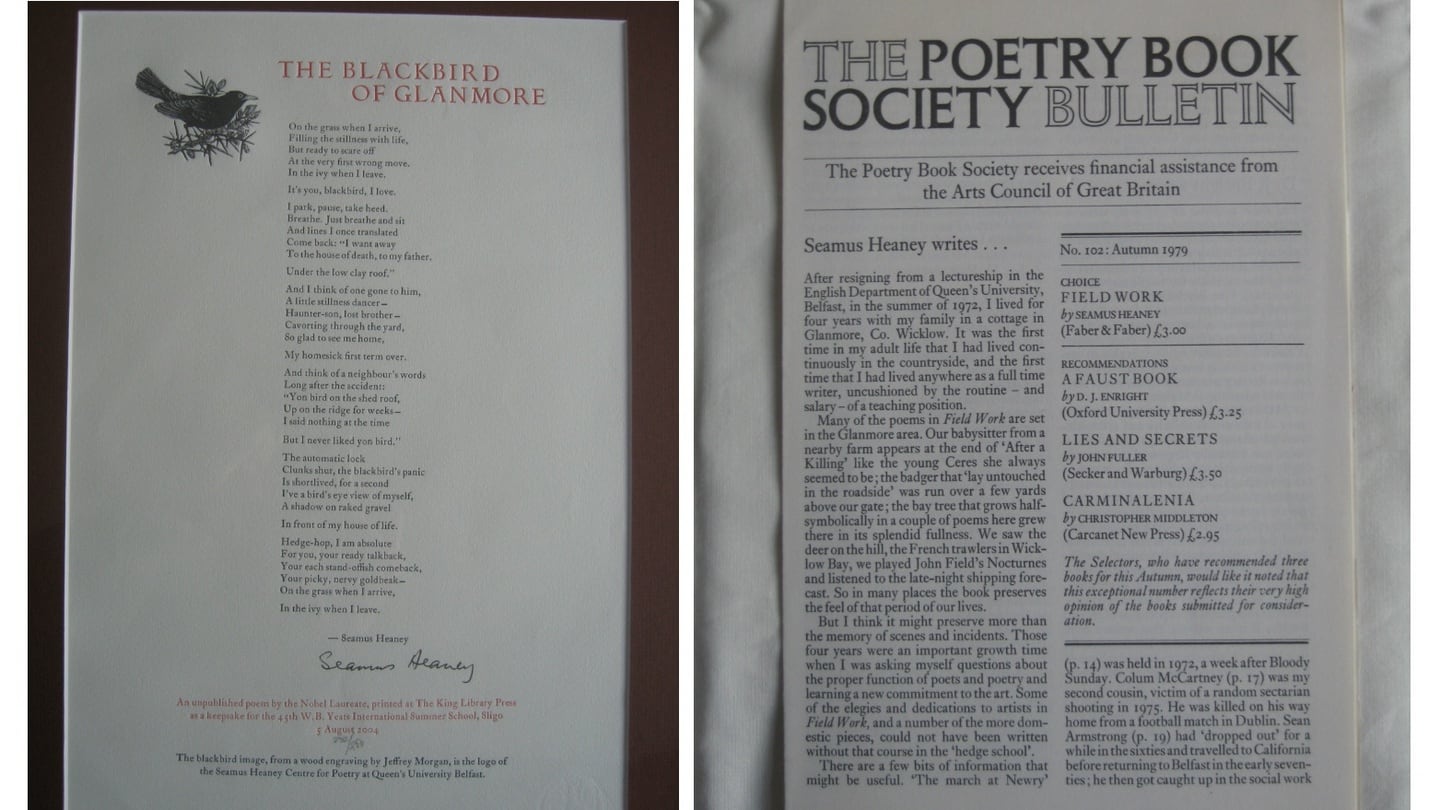 THE BLACKBIRD
OF GLANMORE
On the grass when I arrive,
Filling the stillness with life,
But ready to scare off
At the very first wrong move.
In the ivy when I leave.
It's you, blackbird, I love.
I park, pause, take heed.
Breathe. Just breathe and sit
And lines I once translated
Come back: "I want away
To the house of death, to my father.
Under the low clay roof."
And I think of one gone to him,
A little stillness dancer—
Haunter-son, lost brother—
Cavorting through the yard,
So glad to see me home,
My homesick first term over.
And think of a neighbour's words
Long after the accident:
"Yon bird on the shed roof,
Up on the ridge for weeks—
I said nothing at the time
But I never liked yon bird."
The automatic lock
Clunks shut, the blackbird's panic
Is shortlived, for a second
I've a bird's eye view of myself,
A shadow on raked gravel
In front of my house of life.
Hedge-hop, I am absolute
For you, your ready talkback,
Your each stand-offish comeback,
Your picky, nervy goldbeak—
On the grass when I arrive,
In the ivy when I leave.
— Seamus Heaney
Seamus Heaney
An unpublished poem by the Nobel Laureate, printed at The King Library Press
as a keepsake for the 45th W.B. Yeats International Summer School, Sligo
5 August 2004
The blackbird image, from a wood engraving by Jeffrey Morgan, is the logo of
the Seamus Heaney Centre for Poetry at Queen's University Belfast.
THE POETRY BOOK
SOCIETY BULLETIN
The Poetry Book Society receives financial assistance from
the Arts Council of Great Britain
Seamus Heaney writes . . .
After resigning from a lectureship in the
English Department of Queen's University,
Belfast, in the summer of 1972, I lived for
four years with my family in a cottage in
Glanmore, Co. Wicklow. It was the first
time in my adult life that I had lived con-
tinuously in the countryside, and the first
time that I had lived anywhere as a full time
writer, uncushioned by the routine – and
salary – of a teaching position.
Many of the poems in Field Work are set
in the Glanmore area. Our babysitter from a
nearby farm appears at the end of 'After a
Killing' like the young Ceres she always
seemed to be; the badger that 'lay untouched
in the roadside' was run over a few yards
above our gate; the bay tree that grows half-
symbolically in a couple of poems here grew
there in its splendid fullness. We saw the
deer on the hill, the French trawlers in Wick-
low Bay, we played John Field's Nocturnes
and listened to the late-night shipping fore-
cast. So in many places the book preserves
the feel of that period of our lives.
But I think it might preserve more than
the memory of scenes and incidents. Those
four years were an important growth time
when I was asking myself questions about
the proper function of poets and poetry and
learning a new commitment to the art. Some
of the elegies and dedications to artists in
Field Work, and a number of the more dom-
estic pieces, could not have been written
without that course in the 'hedge school'.
There are a few bits of information that
might be useful. 'The march at Newry'
No. 102: Autumn 1979
CHOICE
FIELD WORK
by SEAMUS HEANEY
(Faber & Faber) £3.00
RECOMMENDATIONS
A FAUST BOOK
by D. J. ENRIGHT
(Oxford University Press) £3.25
LIES AND SECRETS
by JOHN FULLER
(Secker and Warburg) £3.50
CARMINALENIA
by CHRISTOPHER MIDDLETON
(Carcanet New Press) £2.95
The Selectors, who have recommended three
books for this Autumn, would like it noted that
this exceptional number reflects their very high
opinion of the books submitted for consider-
ation.
(p. 14) was held in 1972, a week after Bloody
Sunday. Colum McCartney (p. 17) was my
second cousin, victim of a random sectarian
shooting in 1975. He was killed on his way
home from a football match in Dublin. Sean
Armstrong (p. 19) had 'dropped out' for a
while in the sixties and travelled to California
before returning to Belfast in the early seven-
ties; he then got caught up in the social work